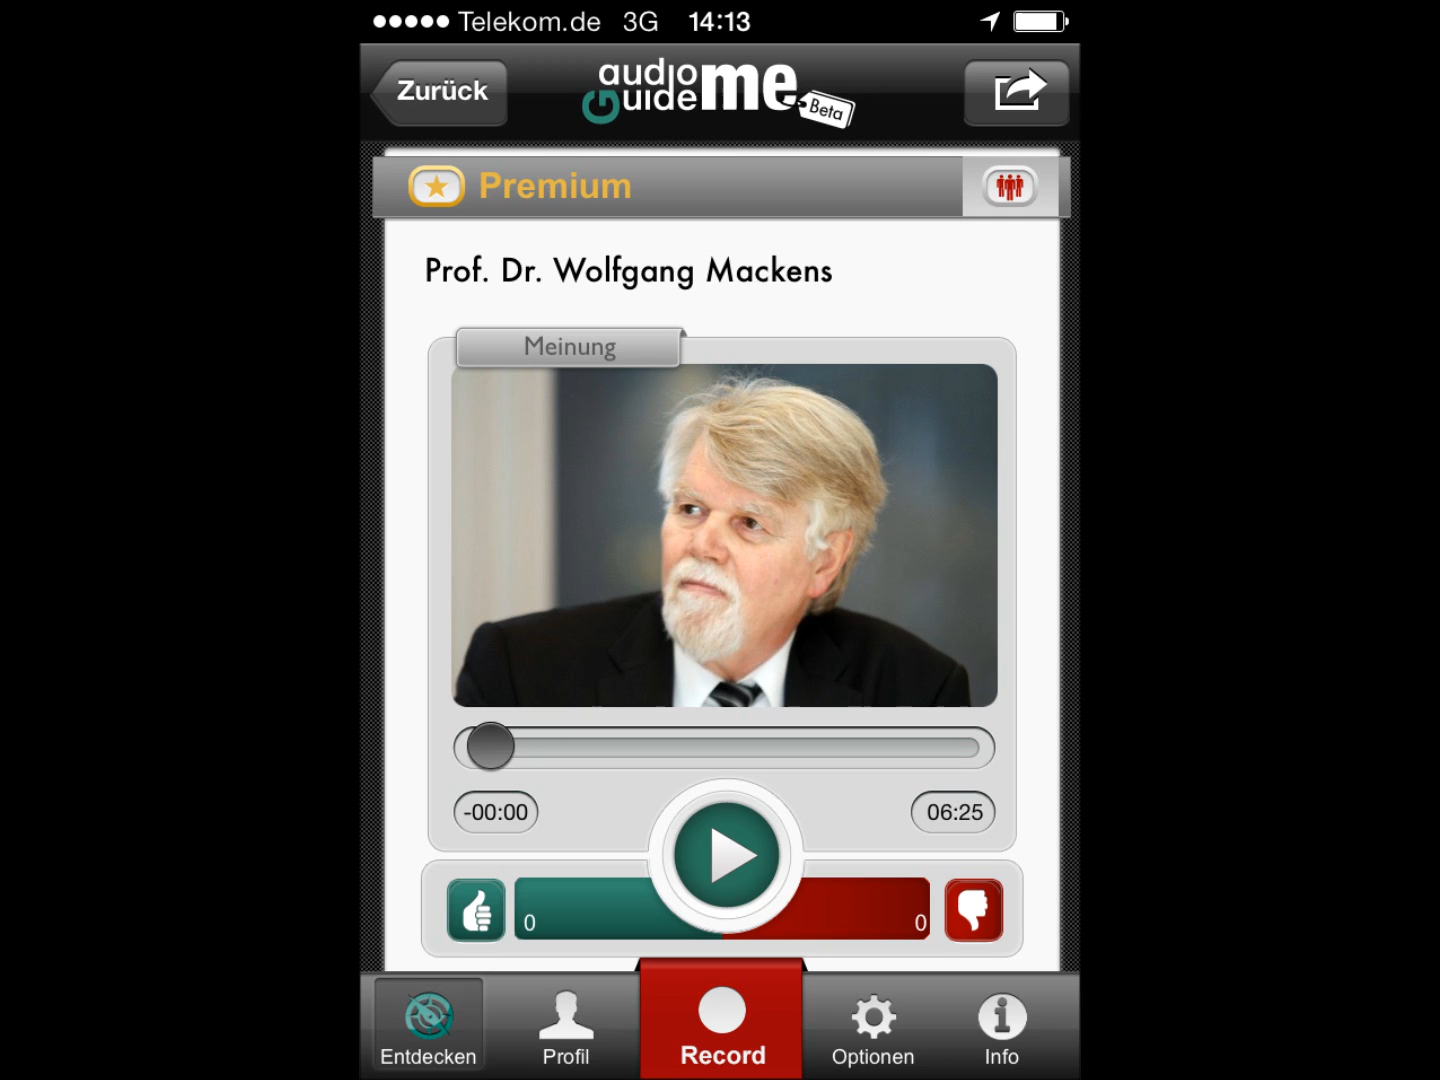 Telekom.de 3G 14:13
Zurück
audio
Guide me
Beta
Premium
Prof. Dr. Wolfgang Mackens
Meinung
-00:00
06:25
0
0
Entdecken
Profil
Record
Optionen
Info